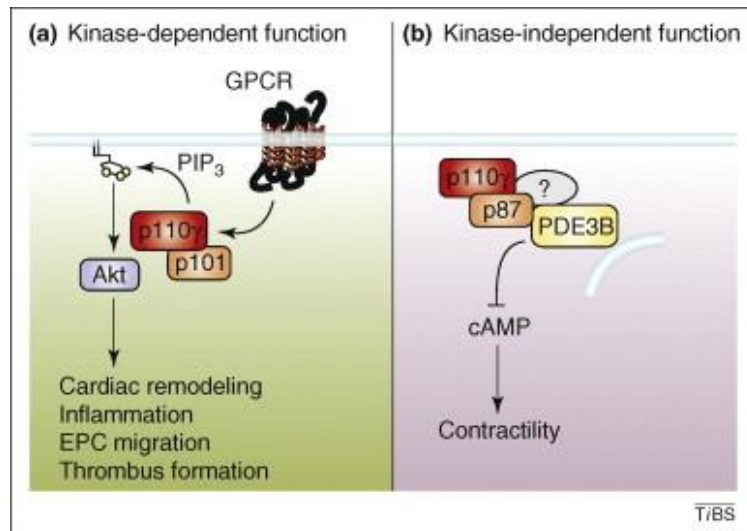 (a) Kinase-dependent function
GPCR
PIP₃
p110γ
p101
Akt
Cardiac remodeling
Inflammation
EPC migration
Thrombus formation
(b) Kinase-independent function
p110γ
?
p87
PDE3B
cAMP
Contractility
TiBS